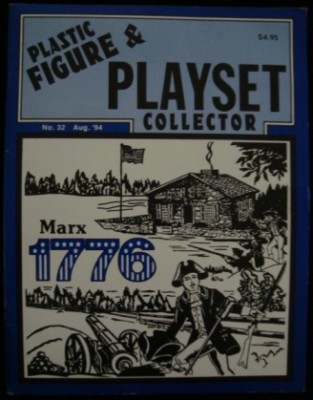 PLASTIC
FIGURE &
$4.95
PLAYSET
COLLECTOR
No. 32 Aug. '94
Marx
1776